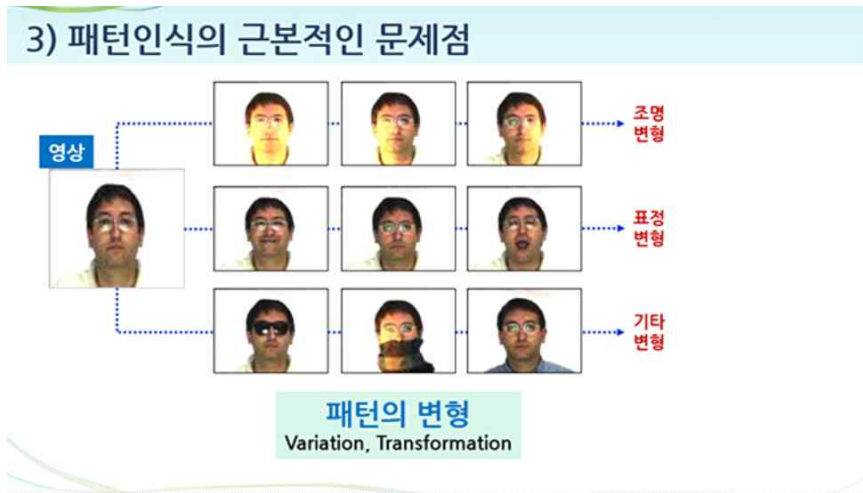 3) 패턴인식의 근본적인 문제점
영상
조명
변형
표정
변형
기타
변형
패턴의 변형
Variation, Transformation